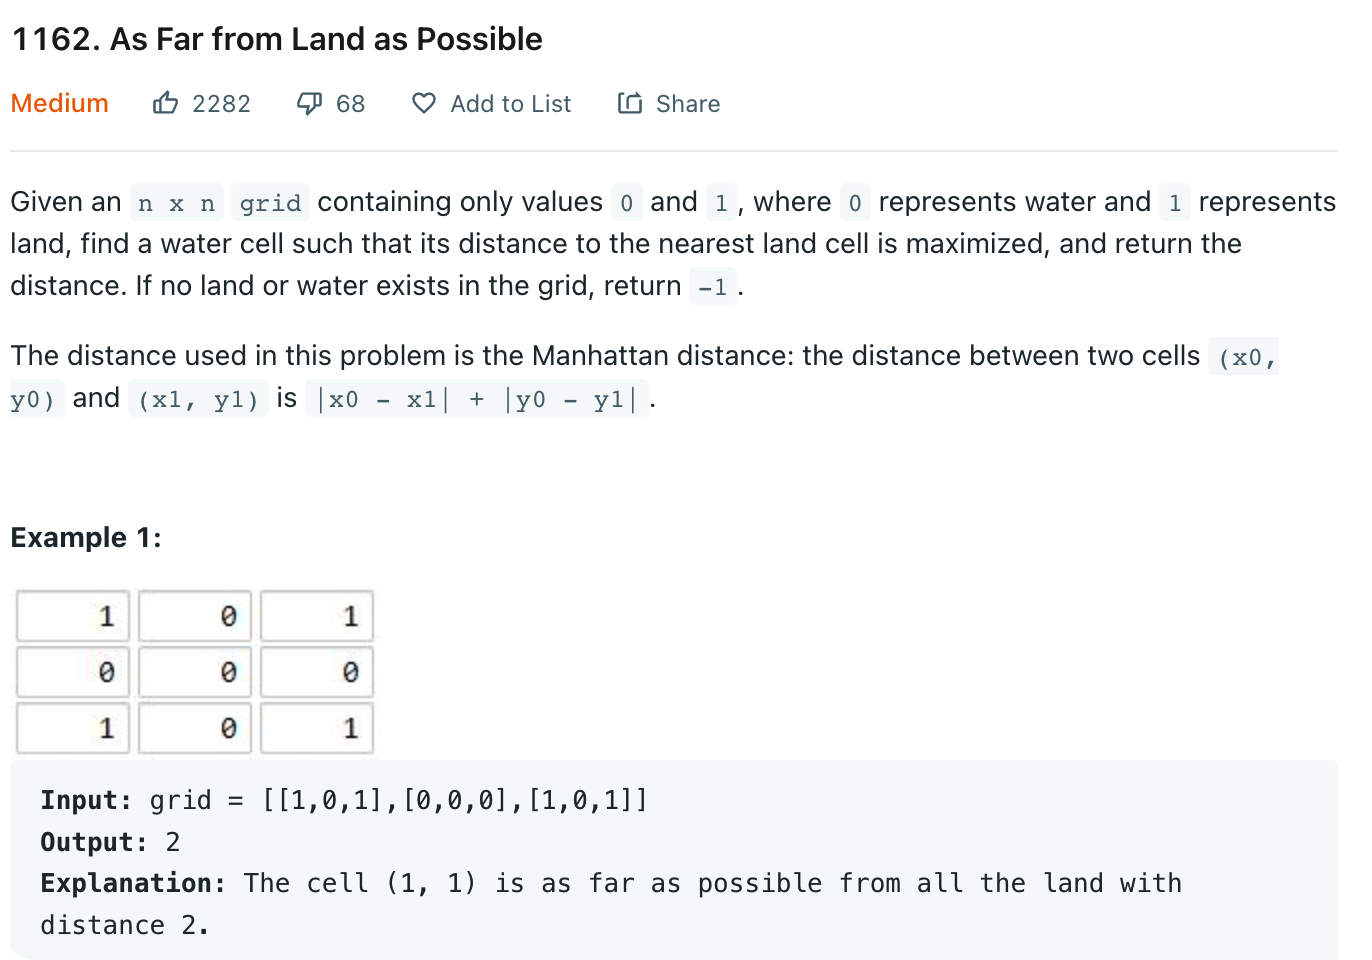 1162. As Far from Land as Possible
Medium 2282 68 Add to List Share
Given an n x n grid containing only values 0 and 1, where 0 represents water and 1 represents
land, find a water cell such that its distance to the nearest land cell is maximized, and return the
distance. If no land or water exists in the grid, return -1.
The distance used in this problem is the Manhattan distance: the distance between two cells (x0,
y0) and (x1, y1) is |x0 - x1| + |y0 - y1|.
Example 1:
1 0 1
0 0 0
1 0 1
Input: grid = [[1,0,1],[0,0,0],[1,0,1]]
Output: 2
Explanation: The cell (1, 1) is as far as possible from all the land with
distance 2.